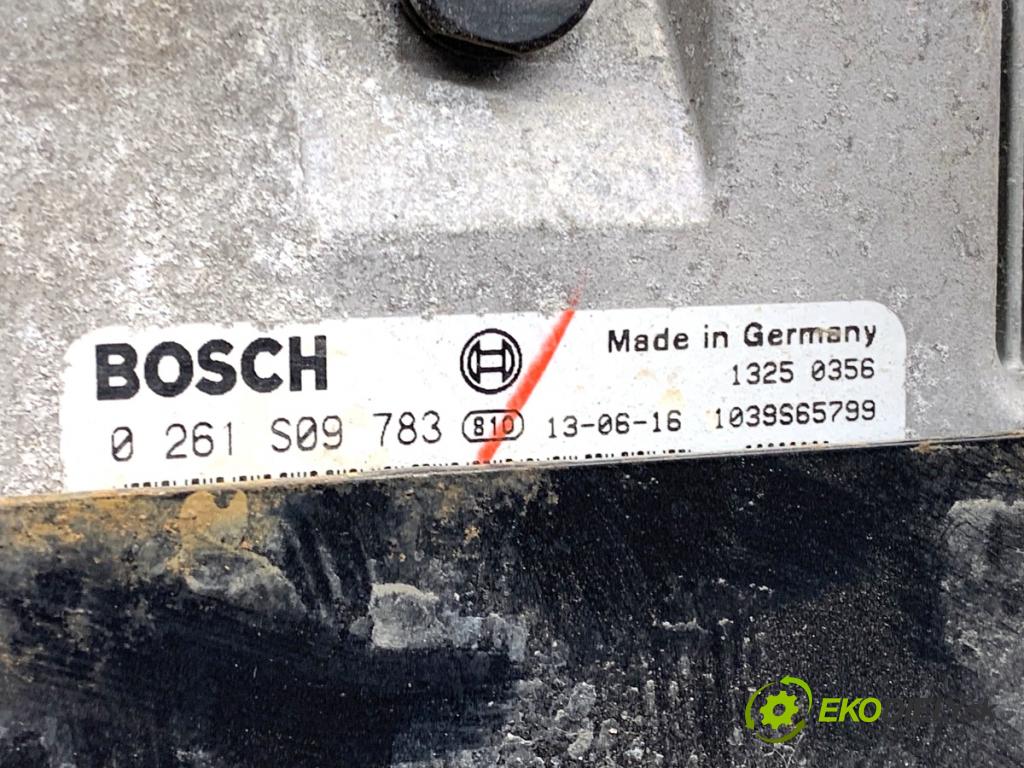 BOSCH
Made in Germany
1325 0356
0 261 S09 783 810 13-06-16 1039S65799
EKO